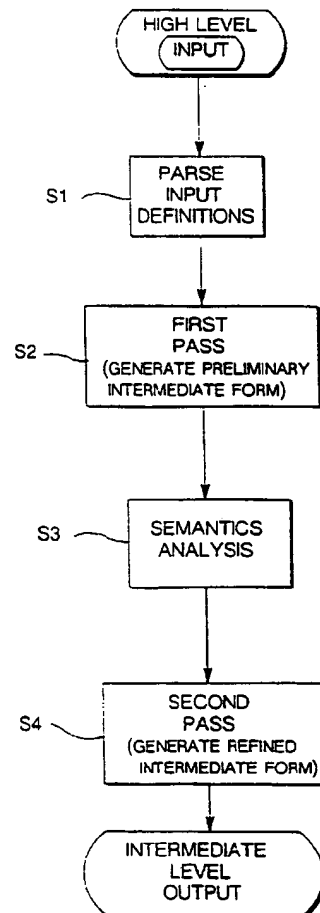 HIGH LEVEL
INPUT
S1
PARSE
INPUT
DEFINITIONS
S2
FIRST
PASS
(GENERATE PRELIMINARY
INTERMEDIATE FORM)
S3
SEMANTICS
ANALYSIS
S4
SECOND
PASS
(GENERATE REFINED
INTERMEDIATE FORM)
INTERMEDIATE
LEVEL
OUTPUT